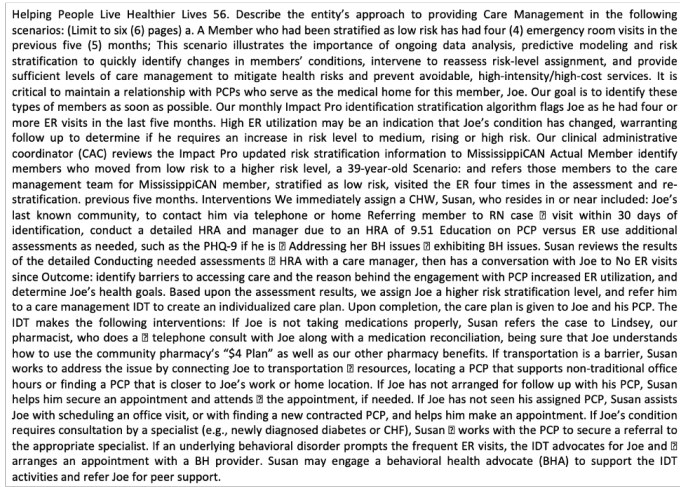 Helping People Live Healthier Lives 56. Describe the entity's approach to providing Care Management in the following
scenarios: (Limit to six (6) pages) a. A Member who had been stratified as low risk has had four (4) emergency room visits in the
previous five (5) months; This scenario illustrates the importance of ongoing data analysis, predictive modeling and risk
stratification to quickly identify changes in members' conditions, intervene to reassess risk-level assignment, and provide
sufficient levels of care management to mitigate health risks and prevent avoidable, high-intensity/high-cost services. It is
critical to maintain a relationship with PCPs who serve as the medical home for this member, Joe. Our goal is to identify these
types of members as soon as possible. Our monthly Impact Pro identification stratification algorithm flags Joe as he had four or
more ER visits in the last five months. High ER utilization may be an indication that Joe's condition has changed, warranting
follow up to determine if he requires an increase in risk level to medium, rising or high risk. Our clinical administrative
coordinator (CAC) reviews the Impact Pro updated risk stratification information to MississippiCAN Actual Member identify
members who moved from low risk to a higher risk level, a 39-year-old Scenario: and refers those members to the care
management team for MississippiCAN member, stratified as low risk, visited the ER four times in the assessment and re-
stratification. previous five months. Interventions We immediately assign a CHW, Susan, who resides in or near included: Joe's
last known community, to contact him via telephone or home Referring member to RN case ⍰ visit within 30 days of
identification, conduct a detailed HRA and manager due to an HRA of 9.51 Education on PCP versus ER use additional
assessments as needed, such as the PHQ-9 if he is ⍰ Addressing her BH issues ⍰ exhibiting BH issues. Susan reviews the results
of the detailed Conducting needed assessments ⍰ HRA with a care manager, then has a conversation with Joe to No ER visits
since Outcome: identify barriers to accessing care and the reason behind the engagement with PCP increased ER utilization, and
determine Joe's health goals. Based upon the assessment results, we assign Joe a higher risk stratification level, and refer him
to a care management IDT to create an individualized care plan. Upon completion, the care plan is given to Joe and his PCP. The
IDT makes the following interventions: If Joe is not taking medications properly, Susan refers the case to Lindsey, our
pharmacist, who does a ⍰ telephone consult with Joe along with a medication reconciliation, being sure that Joe understands
how to use the community pharmacy's "$4 Plan" as well as our other pharmacy benefits. If transportation is a barrier, Susan
works to address the issue by connecting Joe to transportation ⍰ resources, locating a PCP that supports non-traditional office
hours or finding a PCP that is closer to Joe's work or home location. If Joe has not arranged for follow up with his PCP, Susan
helps him secure an appointment and attends ⍰ the appointment, if needed. If Joe has not seen his assigned PCP, Susan assists
Joe with scheduling an office visit, or with finding a new contracted PCP, and helps him make an appointment. If Joe's condition
requires consultation by a specialist (e.g., newly diagnosed diabetes or CHF), Susan ⍰ works with the PCP to secure a referral to
the appropriate specialist. If an underlying behavioral disorder prompts the frequent ER visits, the IDT advocates for Joe and ⍰
arranges an appointment with a BH provider. Susan may engage a behavioral health advocate (BHA) to support the IDT
activities and refer Joe for peer support.